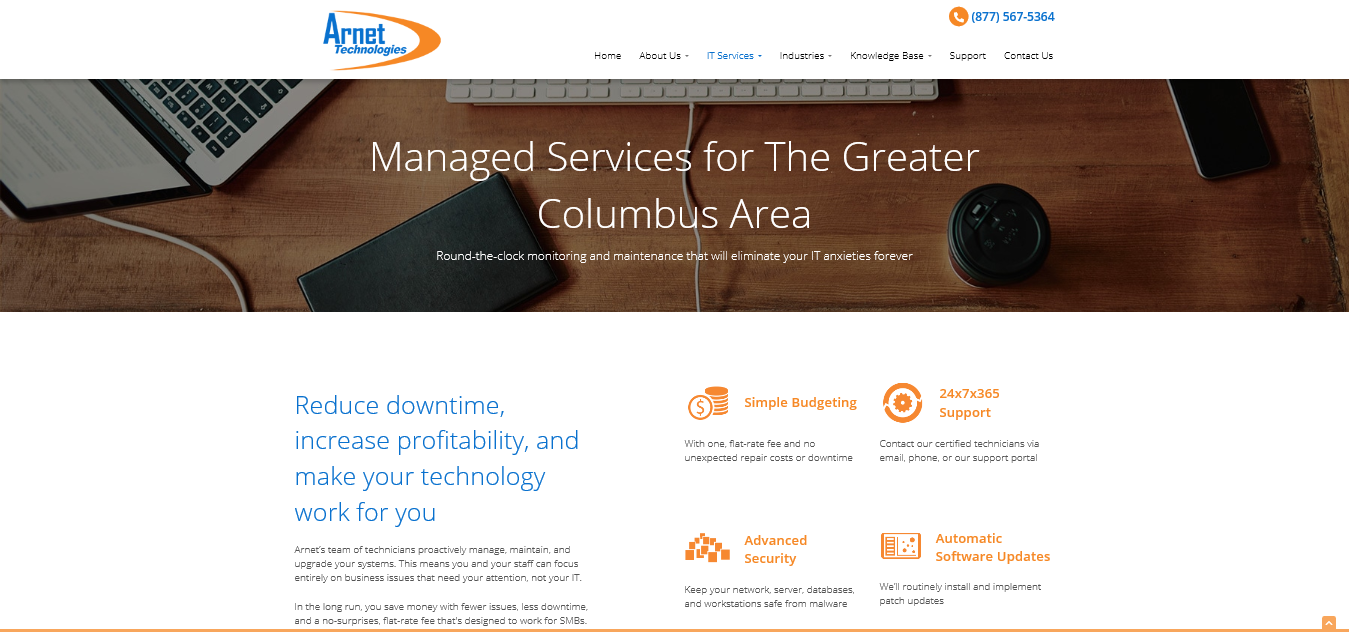 Arnet
Technologies
(877) 567-5364
Home About Us IT Services Industries Knowledge Base Support Contact Us
Managed Services for The Greater
Columbus Area
Round-the-clock monitoring and maintenance that will eliminate your IT anxieties forever
Reduce downtime,
increase profitability, and
make your technology
work for you
Arnet's team of technicians proactively manage, maintain, and
upgrade your systems. This means you and your staff can focus
entirely on business issues that need your attention, not your IT.
In the long run, you save money with fewer issues, less downtime,
and a no-surprises, flat-rate fee that's designed to work for SMBs.
Simple Budgeting
With one, flat-rate fee and no
unexpected repair costs or downtime
24x7x365
Support
Contact our certified technicians via
email, phone, or our support portal
Advanced
Security
Keep your network, server, databases,
and workstations safe from malware
Automatic
Software Updates
We'll routinely install and implement
patch updates